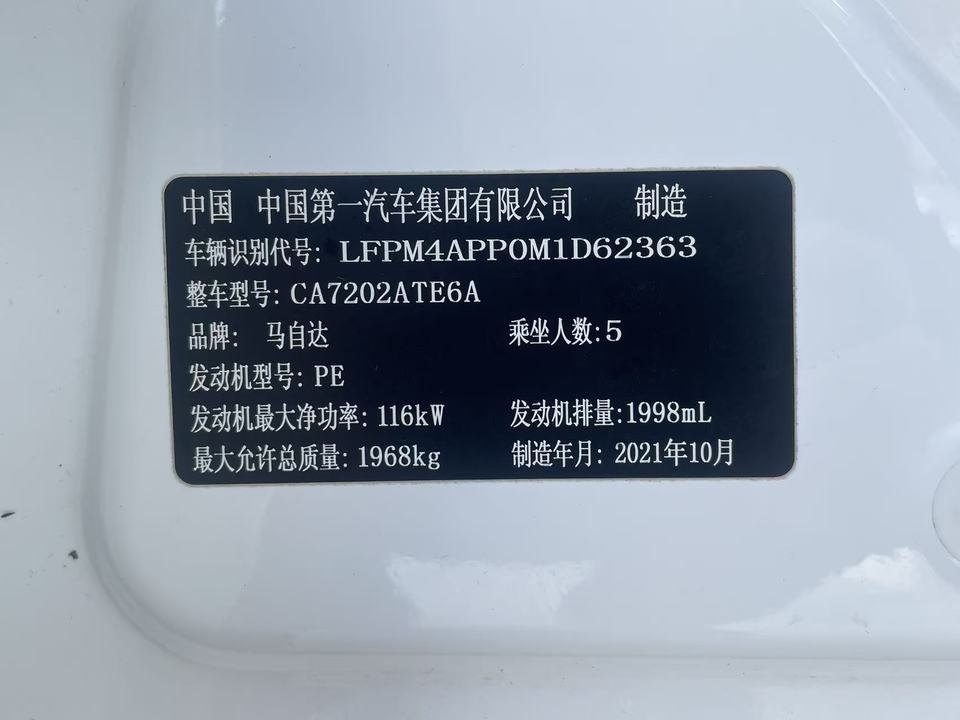 中国 中国第一汽车集团有限公司 制造
车辆识别代号: LFPM4APP0M1D62363
整车型号: CA7202ATE6A
品牌: 马自达 乘坐人数:5
发动机型号: PE
发动机最大净功率: 116kW 发动机排量:1998mL
最大允许总质量: 1968kg 制造年月: 2021年10月